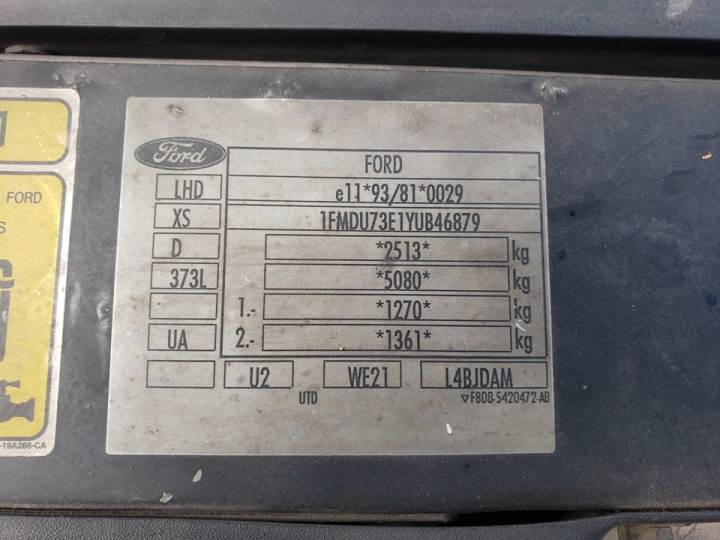 FORD
S
-19A266-CA
Ford
FORD
LHD
e11*93/81*0029
XS
1FMDU73E1YUB46879
D
*2513* kg
373L
*5080* kg
1.- *1270* kg
UA
2.- *1361* kg
U2
WE21
L4BJDAM
UTD
F8DB-5420472-AB